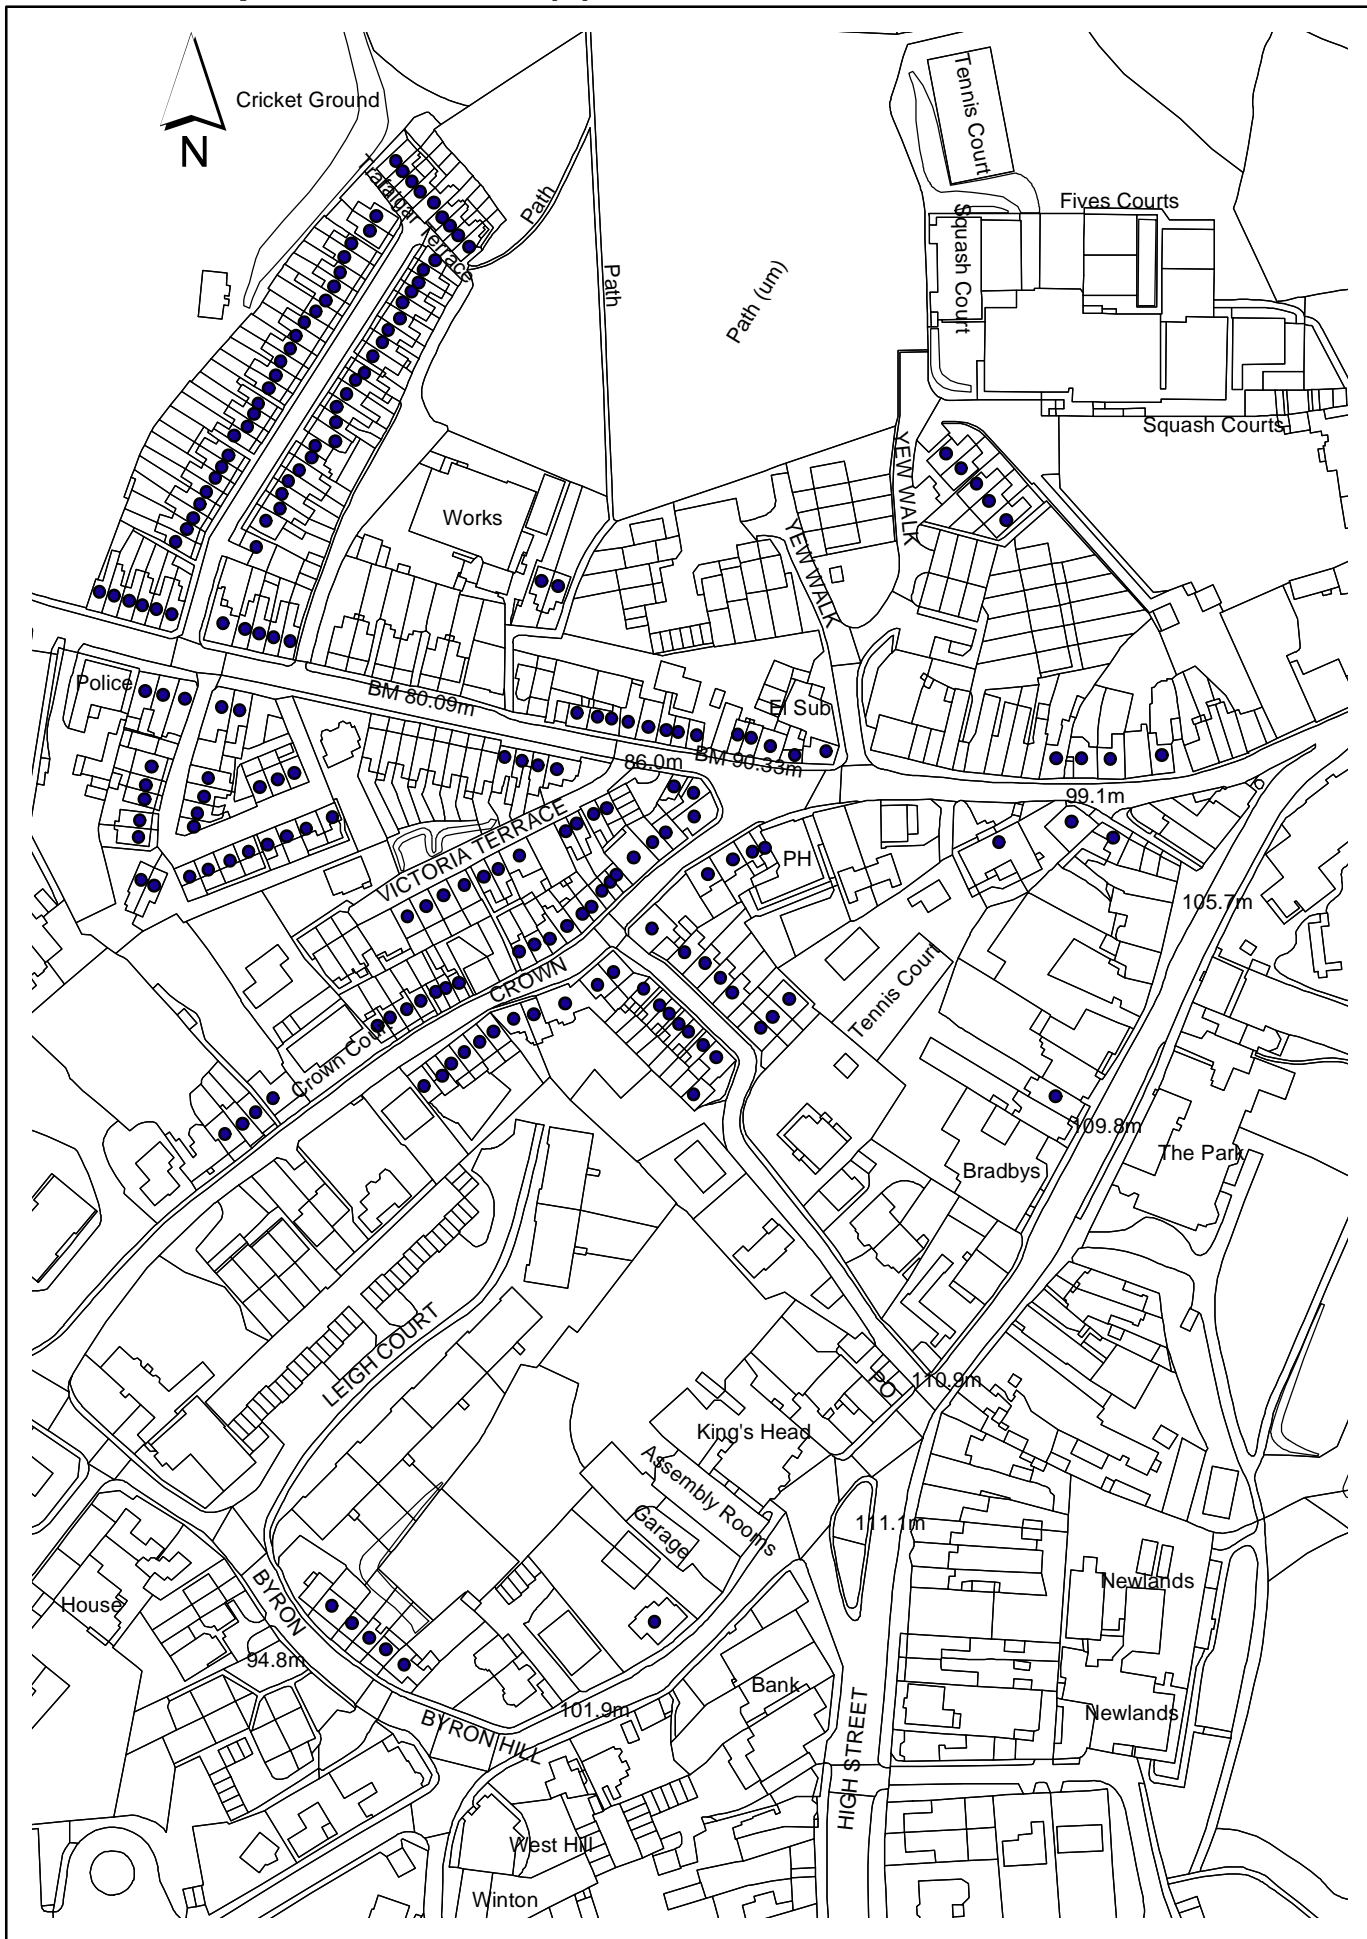 Cricket Ground
N
Trafalgar Terrace
Path
Path
Path (um)
Tennis Court
Fives Courts
Squash Court
Squash Courts
YEW WALK
YEW WALK
Works
Police
BM 80.09m
El Sub
86.0m
BM 90.33m
99.1m
VICTORIA TERRACE
PH
105.7m
CROWN
Tennis Court
Crown Court
109.8m
The Park
Bradbys
LEIGH COURT
PO
110.9m
King's Head
Assembly Rooms
Garage
111.1m
House
BYRON
Newlands
94.8m
Bank
101.9m
BYRON HILL
HIGH STREET
Newlands
West Hill
Winton